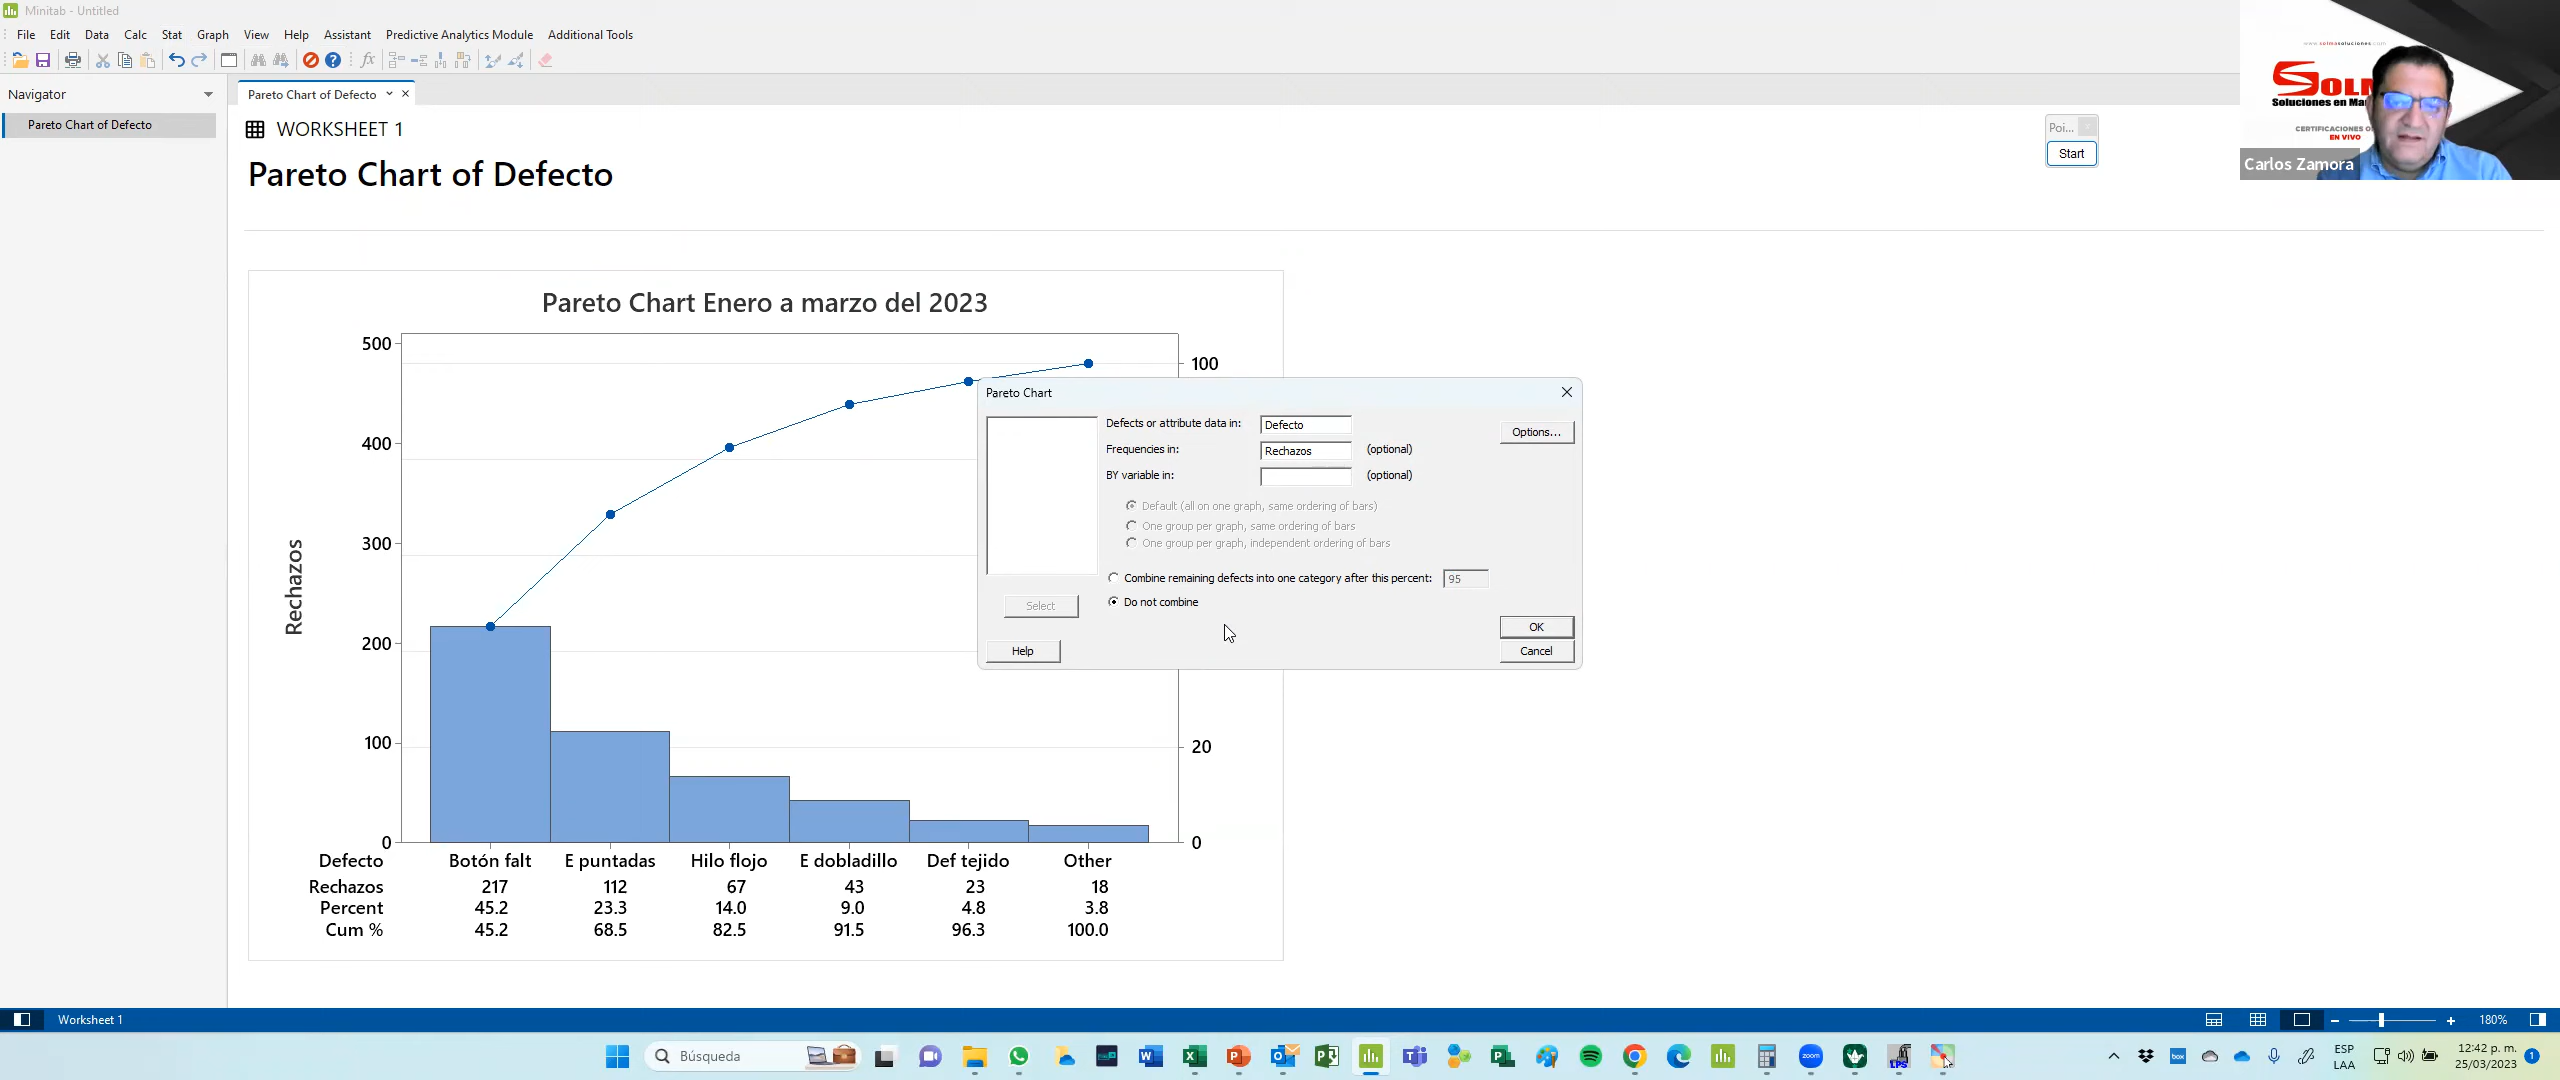 Minitab - Untitled
File Edit Data Calc Stat Graph View Help Assistant Predictive Analytics Module Additional Tools
Navigator
Pareto Chart of Defecto
Pareto Chart of Defecto
WORKSHEET 1
Pareto Chart of Defecto
Poi...
Start
www.solmosoluciones.com
SOLM
Soluciones en Ma
CERTIFICACIONES O
EN VIVO
Carlos Zamora
Pareto Chart Enero a marzo del 2023
500
400
300
200
100
0
Rechazos
100
20
0
Defecto Botón falt E puntadas Hilo flojo E dobladillo Def tejido Other
Rechazos 217 112 67 43 23 18
Percent 45.2 23.3 14.0 9.0 4.8 3.8
Cum % 45.2 68.5 82.5 91.5 96.3 100.0
Pareto Chart
Defects or attribute data in: Defecto
Frequencies in: Rechazos (optional)
BY variable in: (optional)
Default (all on one graph, same ordering of bars)
One group per graph, same ordering of bars
One group per graph, independent ordering of bars
Combine remaining defects into one category after this percent: 95
Do not combine
Options...
Select
Help
OK
Cancel
Worksheet 1
180%
Búsqueda
ESP
LAA
12:42 p. m.
25/03/2023
1